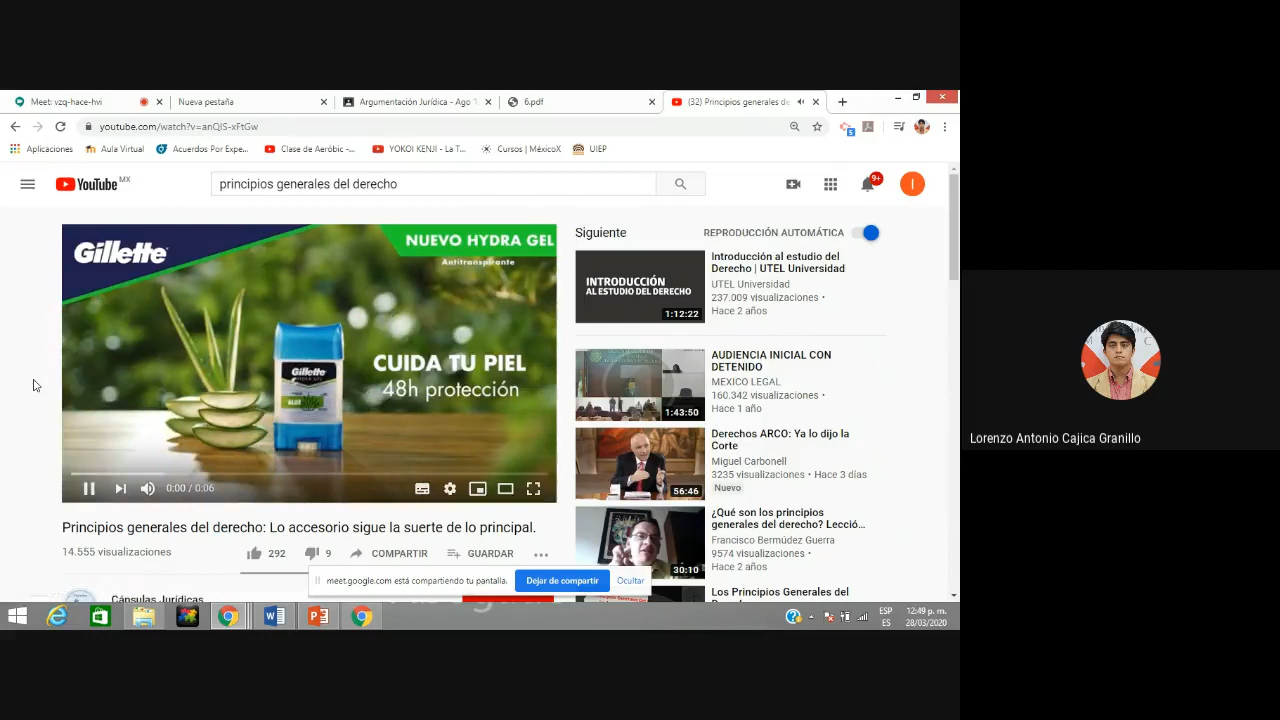 Meet: vzq-hace-hvi
Nueva pestaña
Argumentación Jurídica - Ago
6.pdf
(32) Principios generales de
youtube.com/watch?v=anQlS-xFtGw
5
Aplicaciones
Aula Virtual
Acuerdos Por Expe...
Clase de Aeróbic -...
YOKOI KENJI - La T...
Cursos | MéxicoX
UIEP
YouTube MX
principios generales del derecho
9+
I
Gillette
NUEVO HYDRA GEL
Antitranspirante
CUIDA TU PIEL
48h protección
Gillette
0:00 / 0:06
Principios generales del derecho: Lo accesorio sigue la suerte de lo principal.
14.555 visualizaciones
292
9
COMPARTIR
GUARDAR
Cápsulas Jurídicas
meet.google.com está compartiendo tu pantalla.
Dejar de compartir
Ocultar
Siguiente
REPRODUCCIÓN AUTOMÁTICA
INTRODUCCIÓN
AL ESTUDIO DEL DERECHO
1:12:22
Introducción al estudio del
Derecho | UTEL Universidad
UTEL Universidad
237.009 visualizaciones •
Hace 2 años
1:43:50
AUDIENCIA INICIAL CON
DETENIDO
MEXICO LEGAL
160.342 visualizaciones •
Hace 1 año
56:46
Derechos ARCO: Ya lo dijo la
Corte
Miguel Carbonell
3235 visualizaciones • Hace 3 días
Nuevo
30:10
¿Qué son los principios
generales del derecho? Lecció...
Francisco Bermúdez Guerra
9574 visualizaciones •
Hace 2 años
Los Principios Generales del
ESP
ES
12:49 p. m.
28/03/2020
Lorenzo Antonio Cajica Granillo